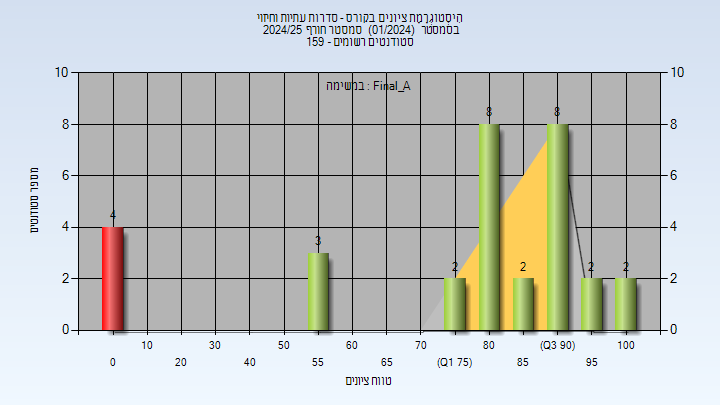 הִיסְטוֹגְרָמַת ציונים בקורס - סדרות עתיות וחיזוי
בסמסטר (01/2024) סמסטר חורף 2024/25
סטודנטים רשומים - 159
במשימה : Final_A
מספר סטודנטים
10 10
8 8
6 6
4 4
2 2
0 0
4 3 2 8 2 8 2 2
10 30 50 60 70 80 (Q3 90) 100
0 20 40 55 65 (Q1 75) 85 95
טווח ציונים